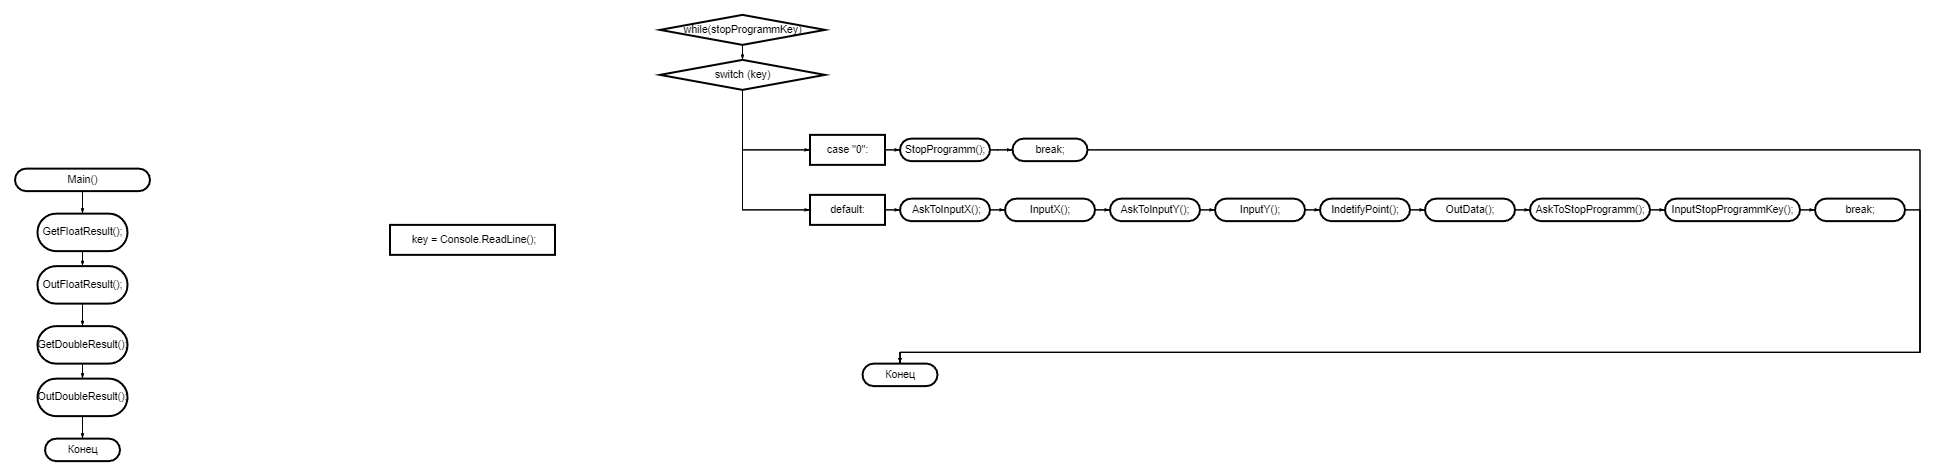 while(stopProgrammKey)
switch (key)
case "0":
StopProgramm();
break;
default:
AskToInputX();
InputX();
AskToInputY();
InputY();
IndetifyPoint();
OutData();
AskToStopProgramm();
InputStopProgrammKey();
break;
Конец
key = Console.ReadLine();
Main()
GetFloatResult();
OutFloatResult();
GetDoubleResult();
OutDoubleResult();
Конец